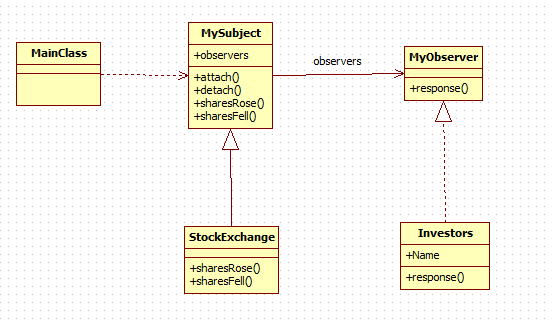 MainClass
MySubject
+observers
+attach()
+detach()
+sharesRose()
+sharesFell()
observers
MyObserver
+response()
StockExchange
+sharesRose()
+sharesFell()
Investors
+Name
+response()